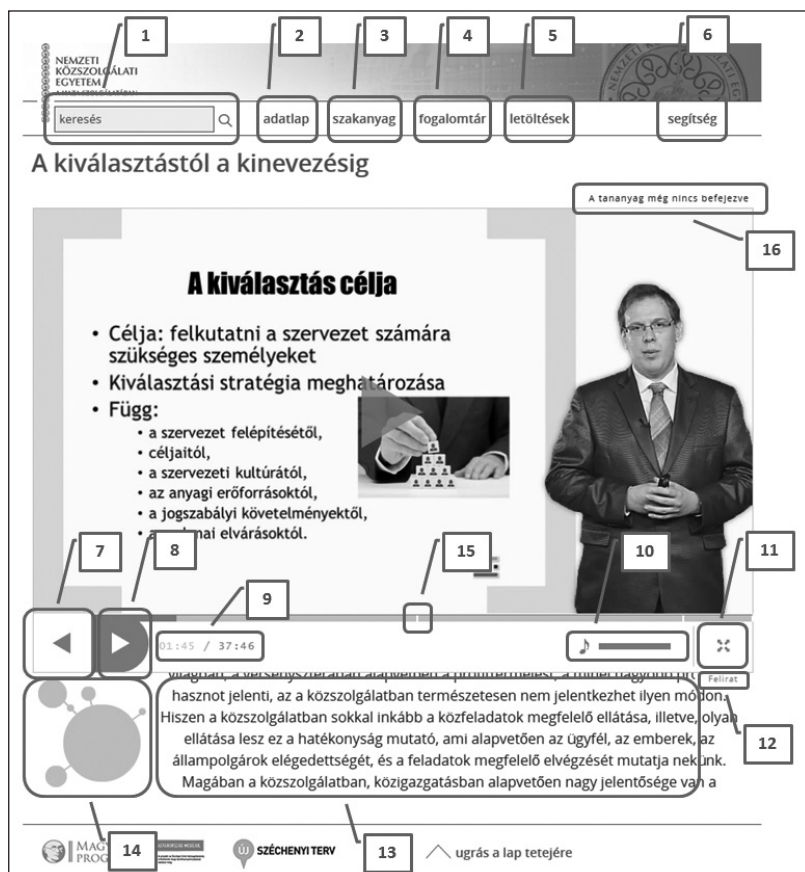 1
2
3
4
5
6
NEMZETI
KÖZSZOLGÁLATI
EGYETEM
keresés
adatlap
szakanyag
fogalomtár
letöltések
segítség
A kiválasztástól a kinevezésig
A tananyag még nincs befejezve
16
A kiválasztás célja
• Célja: felkutatni a szervezet számára
szükséges személyeket
• Kiválasztási stratégia meghatározása
• Függ:
• a szervezet felépítésétől,
• céljaitól,
• a szervezeti kultúrától,
• az anyagi erőforrásoktól,
• a jogszabályi követelményektől,
elvárásoktól.
7
8
15
10
11
9
01:45 / 37:46
Felirat
hasznot jelenti, az a közszolgálatban természetesen nem jelentkezhet ilyen módon.
Hiszen a közszolgálatban sokkal inkább a közfeladatok megfelelő ellátása, illetve, olyan
ellátása lesz ez a hatékonyság mutató, ami alapvetően az ügyfél, az emberek, az
állampolgárok elégedettségét, és a feladatok megfelelő elvégzését mutatja nekünk.
Magában a közszolgálatban, közigazgatásban alapvetően nagy jelentősége van a
12
14
13
ÚJ
SZÉCHENYI TERV
ugrás a lap tetejére